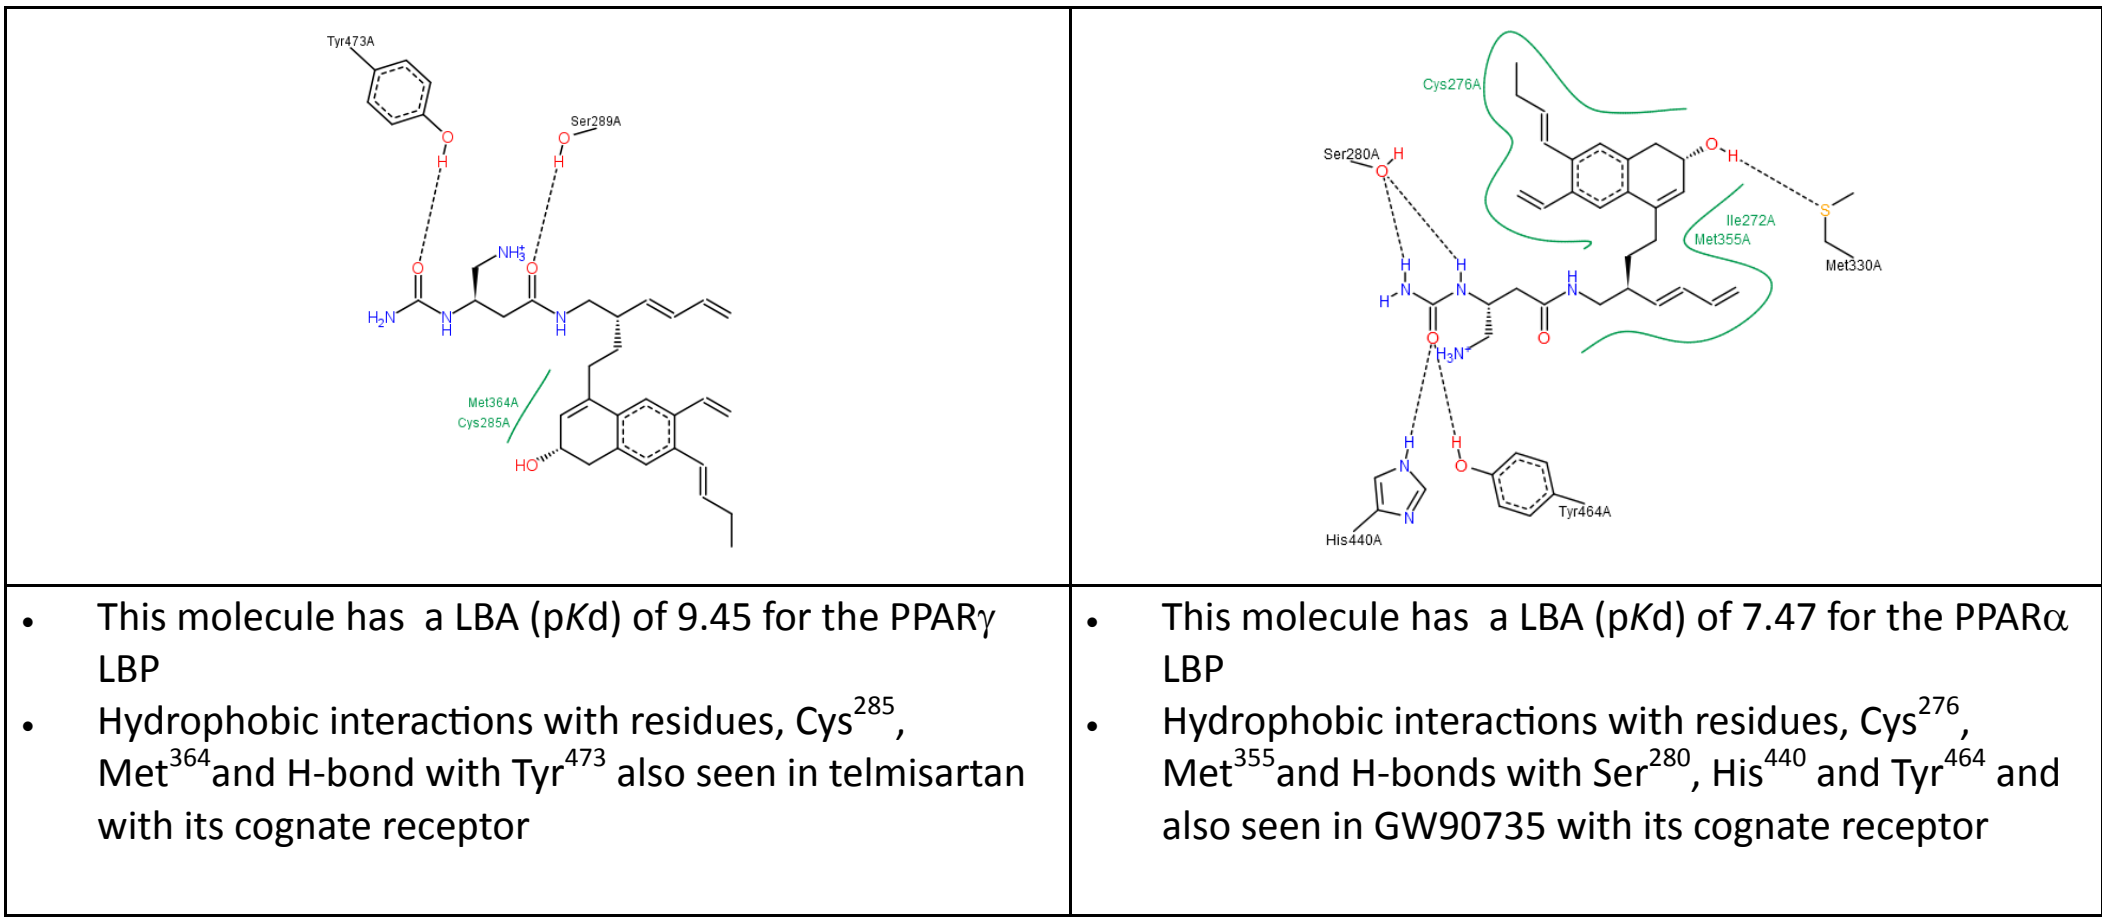 Tyr473A
Ser289A
O
H
O
H
O
NH3+
O
H2N
N
H
N
H
Met364A
Cys285A
HO
Cys276A
Ser280A
H
O
O
H
Ile272A
Met355A
S
Met330A
H
H
H
N
N
N
H
O
O
H3N+
H
H
N
O
N
Tyr464A
His440A
• This molecule has a LBA (pKd) of 9.45 for the PPARγ
LBP
• Hydrophobic interactions with residues, Cys285,
Met364and H-bond with Tyr473 also seen in telmisartan
with its cognate receptor
• This molecule has a LBA (pKd) of 7.47 for the PPARα
LBP
• Hydrophobic interactions with residues, Cys276,
Met355and H-bonds with Ser280, His440 and Tyr464 and
also seen in GW90735 with its cognate receptor